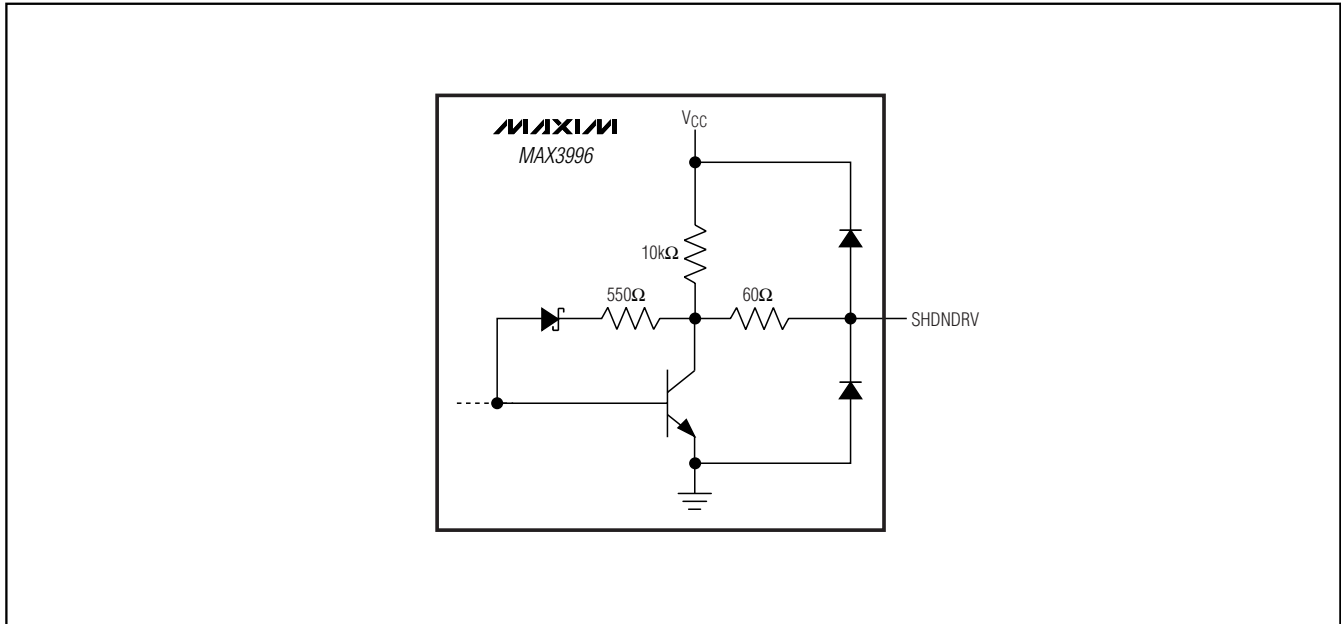 MAXIM
MAX3996
VCC
10kΩ
550Ω
60Ω
SHDNDRV